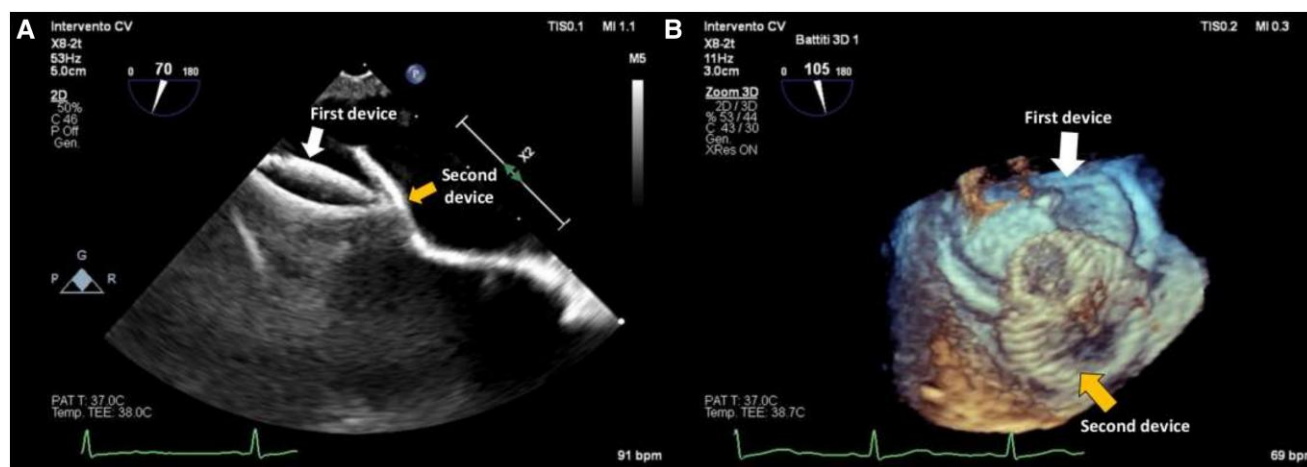 A
Intervento CV
X8-2t
53Hz
5.0cm
2D
50%
C 46
P Off
Gen.
0 70 180
TIS0.1 MI 1.1
M5
P
First device
Second
device
X2
G
P R
PAT T: 37.0C
Temp. TEE: 38.0C
91 bpm
B
Intervento CV
X8-2t
11Hz
3.0cm
Battiti 3D 1
0 105 180
Zoom 3D
2D / 3D
% 53 / 44
C 43 / 30
Gen.
XRes ON
TIS0.2 MI 0.3
First device
Second device
PAT T: 37.0C
Temp. TEE: 38.7C
69 bpm